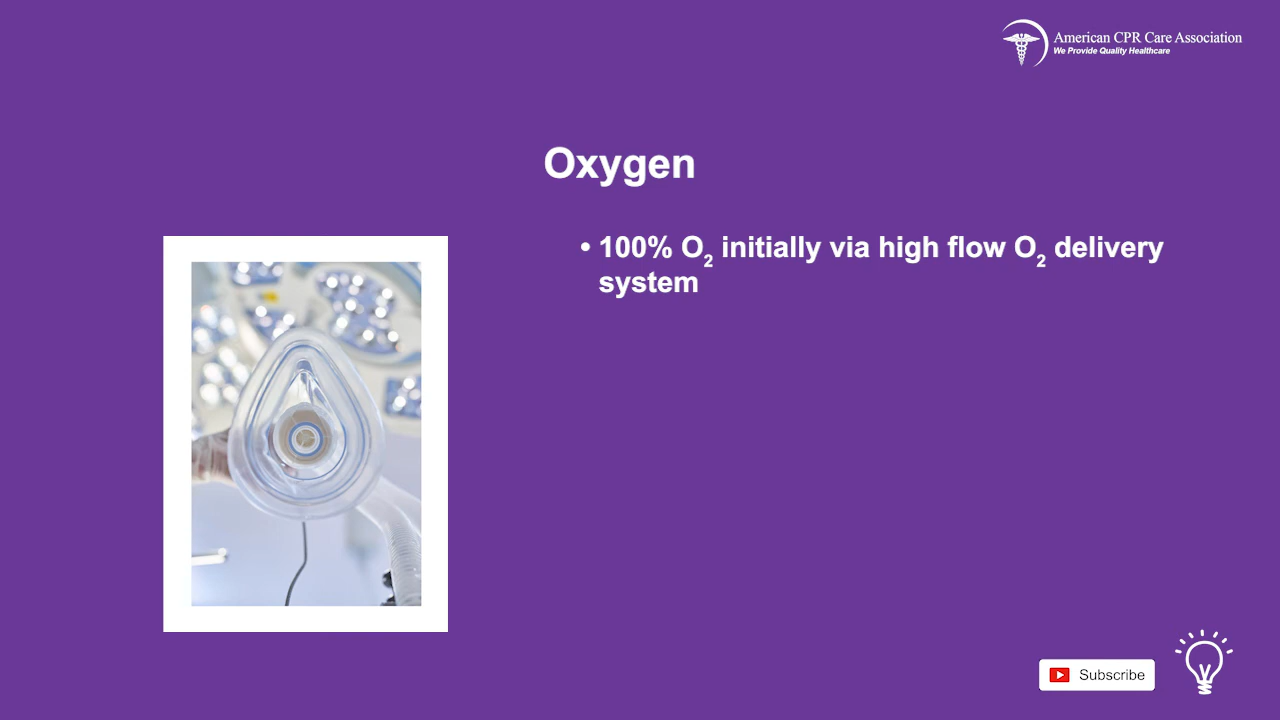 American CPR Care Association
We Provide Quality Healthcare
Oxygen
• 100% O₂ initially via high flow O₂ delivery
system
Subscribe